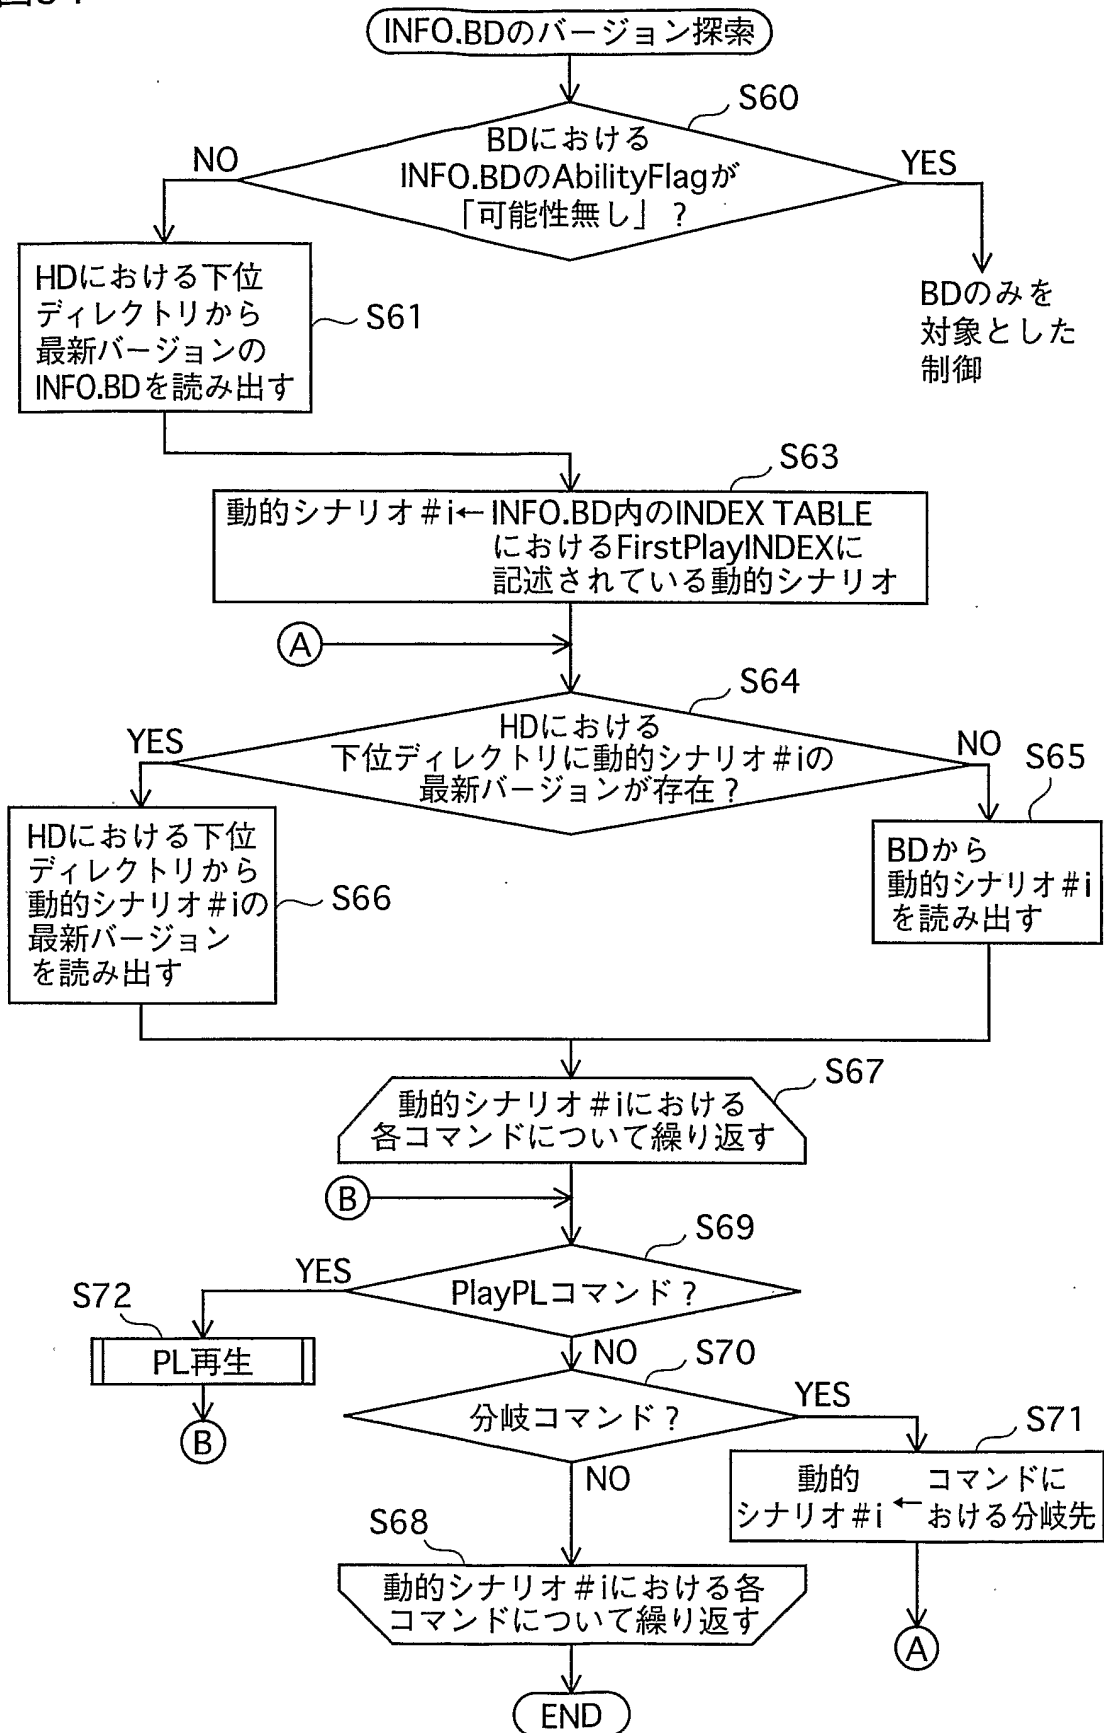 INFO.BDのバージョン探索
S60
BDにおける
INFO.BDのAbilityFlagが
「可能性無し」？
NO
YES
HDにおける下位
ディレクトリから
最新バージョンの
INFO.BDを読み出す
S61
BDのみを
対象とした
制御
S63
動的シナリオ#i←INFO.BD内のINDEX TABLE
におけるFirstPlayINDEXに
記述されている動的シナリオ
A
S64
HDにおける
下位ディレクトリに動的シナリオ#iの
最新バージョンが存在？
YES
NO
S65
HDにおける下位
ディレクトリから
動的シナリオ#iの
最新バージョン
を読み出す
S66
BDから
動的シナリオ#i
を読み出す
S67
動的シナリオ#iにおける
各コマンドについて繰り返す
B
S69
PlayPLコマンド？
YES
S72
PL再生
B
NO
S70
分岐コマンド？
YES
S71
動的 コマンドに
シナリオ#i ← おける分岐先
A
NO
S68
動的シナリオ#iにおける各
コマンドについて繰り返す
END